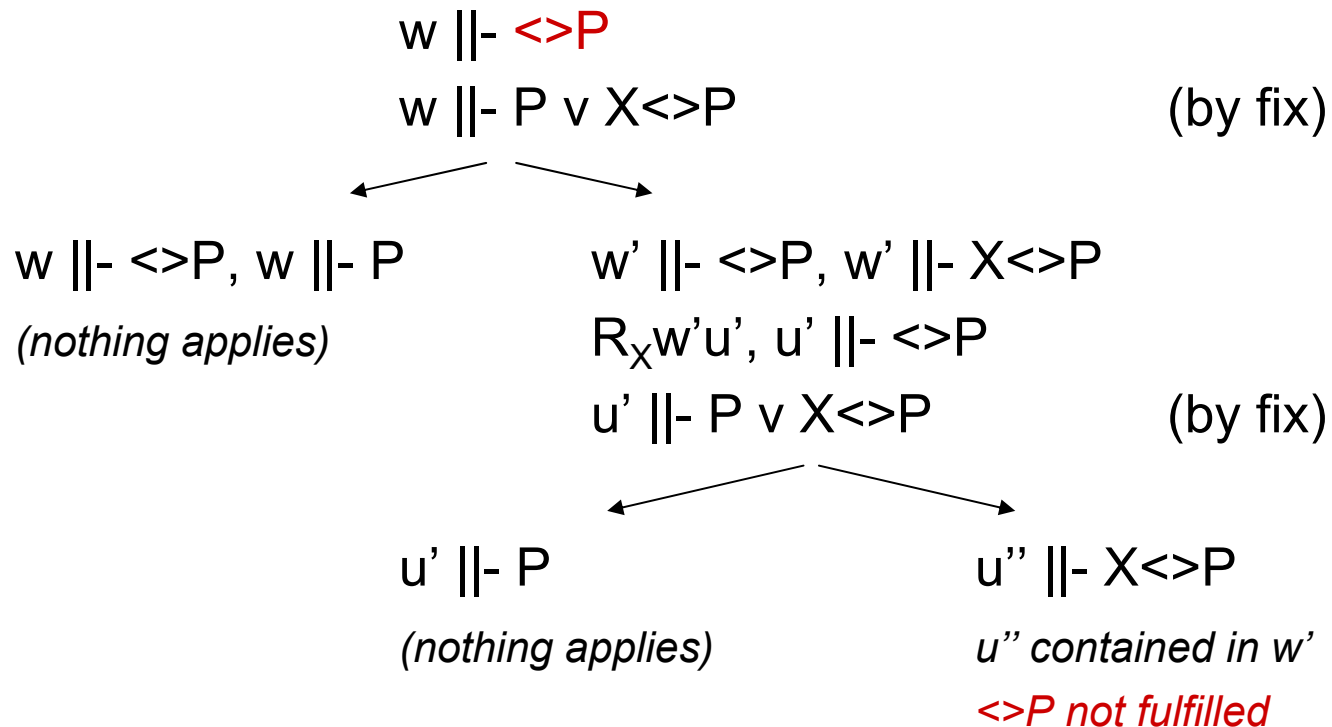 w ||- <>P
w ||- P v X<>P (by fix)
w ||- <>P, w ||- P w’ ||- <>P, w’ ||- X<>P
(nothing applies) RXw’u’, u’ ||- <>P
u’ ||- P v X<>P (by fix)
u’ ||- P u’’ ||- X<>P
(nothing applies) u’’ contained in w’
<>P not fulfilled